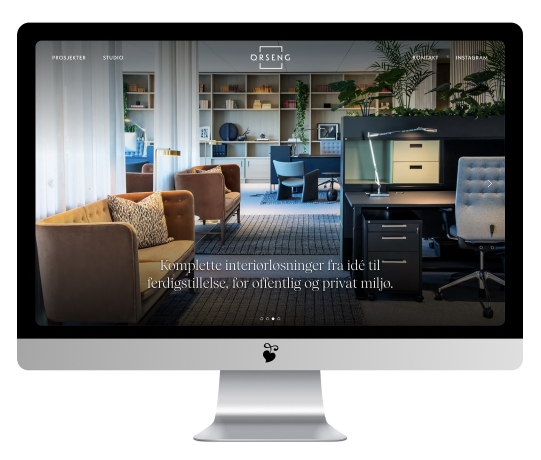 PROSJEKTER STUDIO ORSENG KONTAKT INSTAGRAM
Komplette interiørløsninger fra idé til
ferdigstillelse, for offentlig og privat miljø.